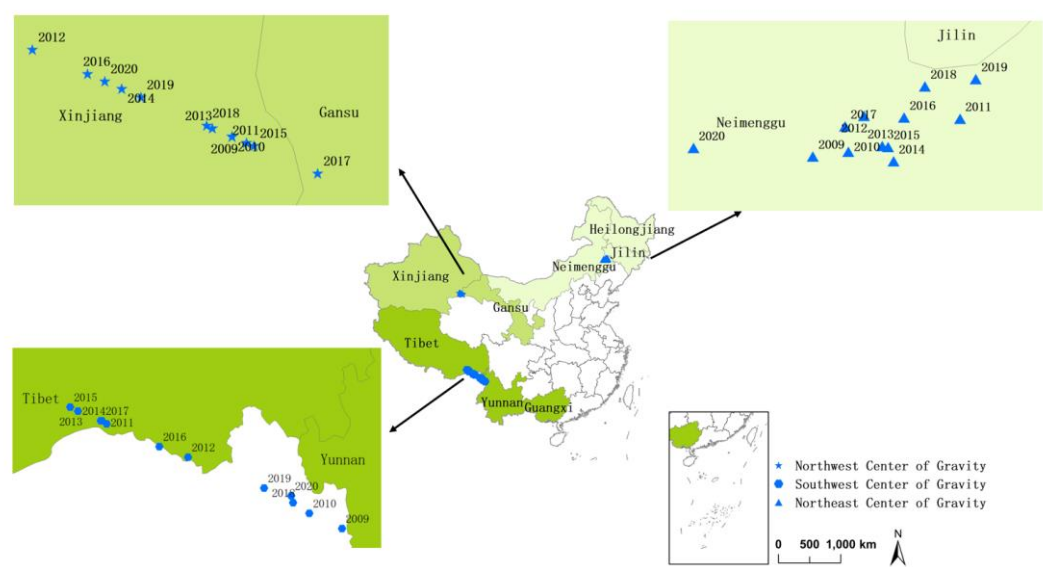 2012
2016
2020
2014
2019
Xinjiang
2013
2018
2011
2009
2010
2015
Gansu
2017
Jilin
2019
2018
2017
2016
2011
Neimenggu
2012
2013
2015
2020
2009
2010
2014
Heilongjiang
Jilin
Neimenggu
Xinjiang
Gansu
Tibet
Yunnan
Guangxi
Tibet
2015
2014
2017
2013
2011
2016
2012
Yunnan
2019
2018
2020
2010
2009
Northwest Center of Gravity
Southwest Center of Gravity
Northeast Center of Gravity
0 500 1,000 km
N